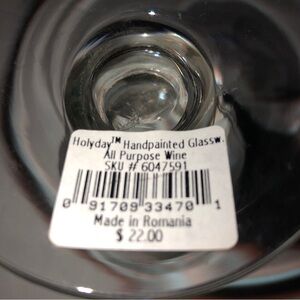 Holyday™ Handpainted Glassw.
All Purpose Wine
SKU # 6047591
0 91709 33470 1
Made in Romania
$ 22.00